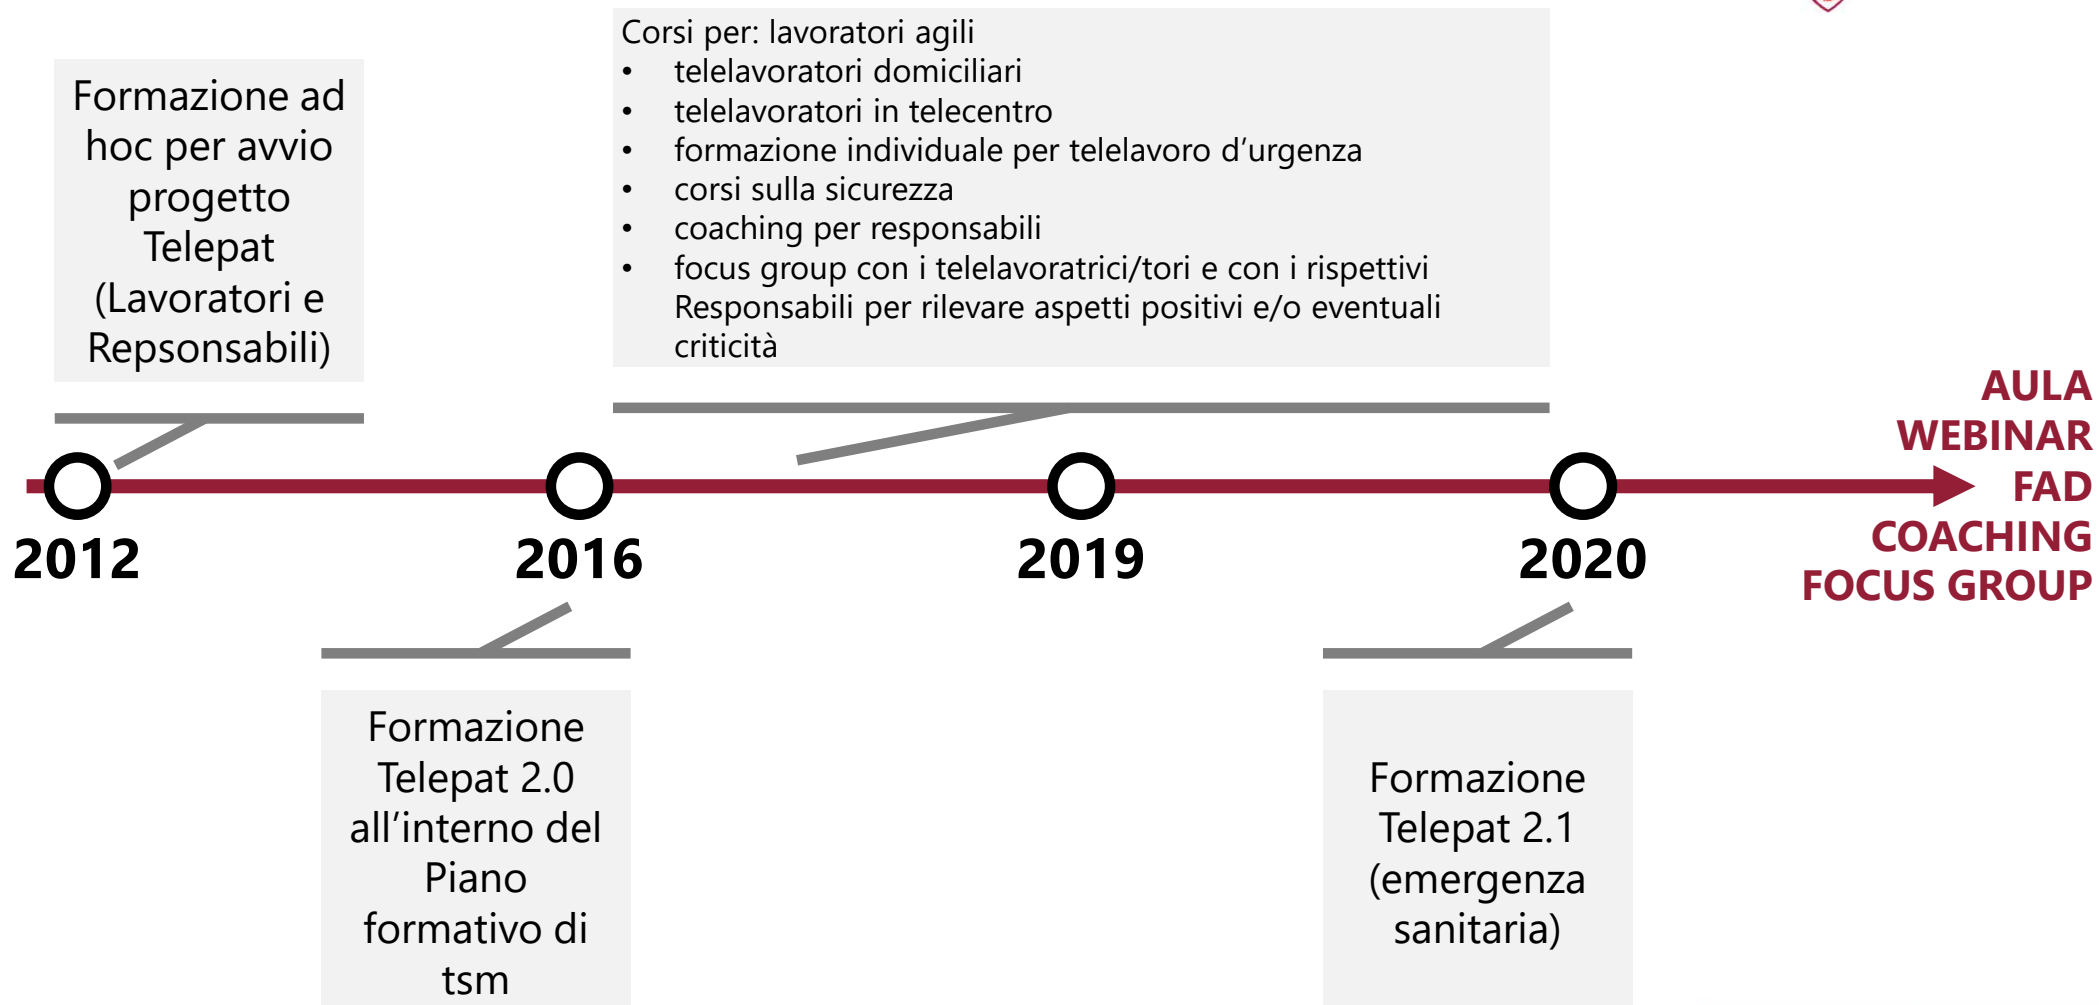 Formazione ad
hoc per avvio
progetto
Telepat
(Lavoratori e
Repsonsabili)
Corsi per: lavoratori agili
• telelavoratori domiciliari
• telelavoratori in telecentro
• formazione individuale per telelavoro d’urgenza
• corsi sulla sicurezza
• coaching per responsabili
• focus group con i telelavoratrici/tori e con i rispettivi
Responsabili per rilevare aspetti positivi e/o eventuali
criticità
2012
2016
2019
2020
AULA
WEBINAR
FAD
COACHING
FOCUS GROUP
Formazione
Telepat 2.0
all’interno del
Piano
formativo di
tsm
Formazione
Telepat 2.1
(emergenza
sanitaria)